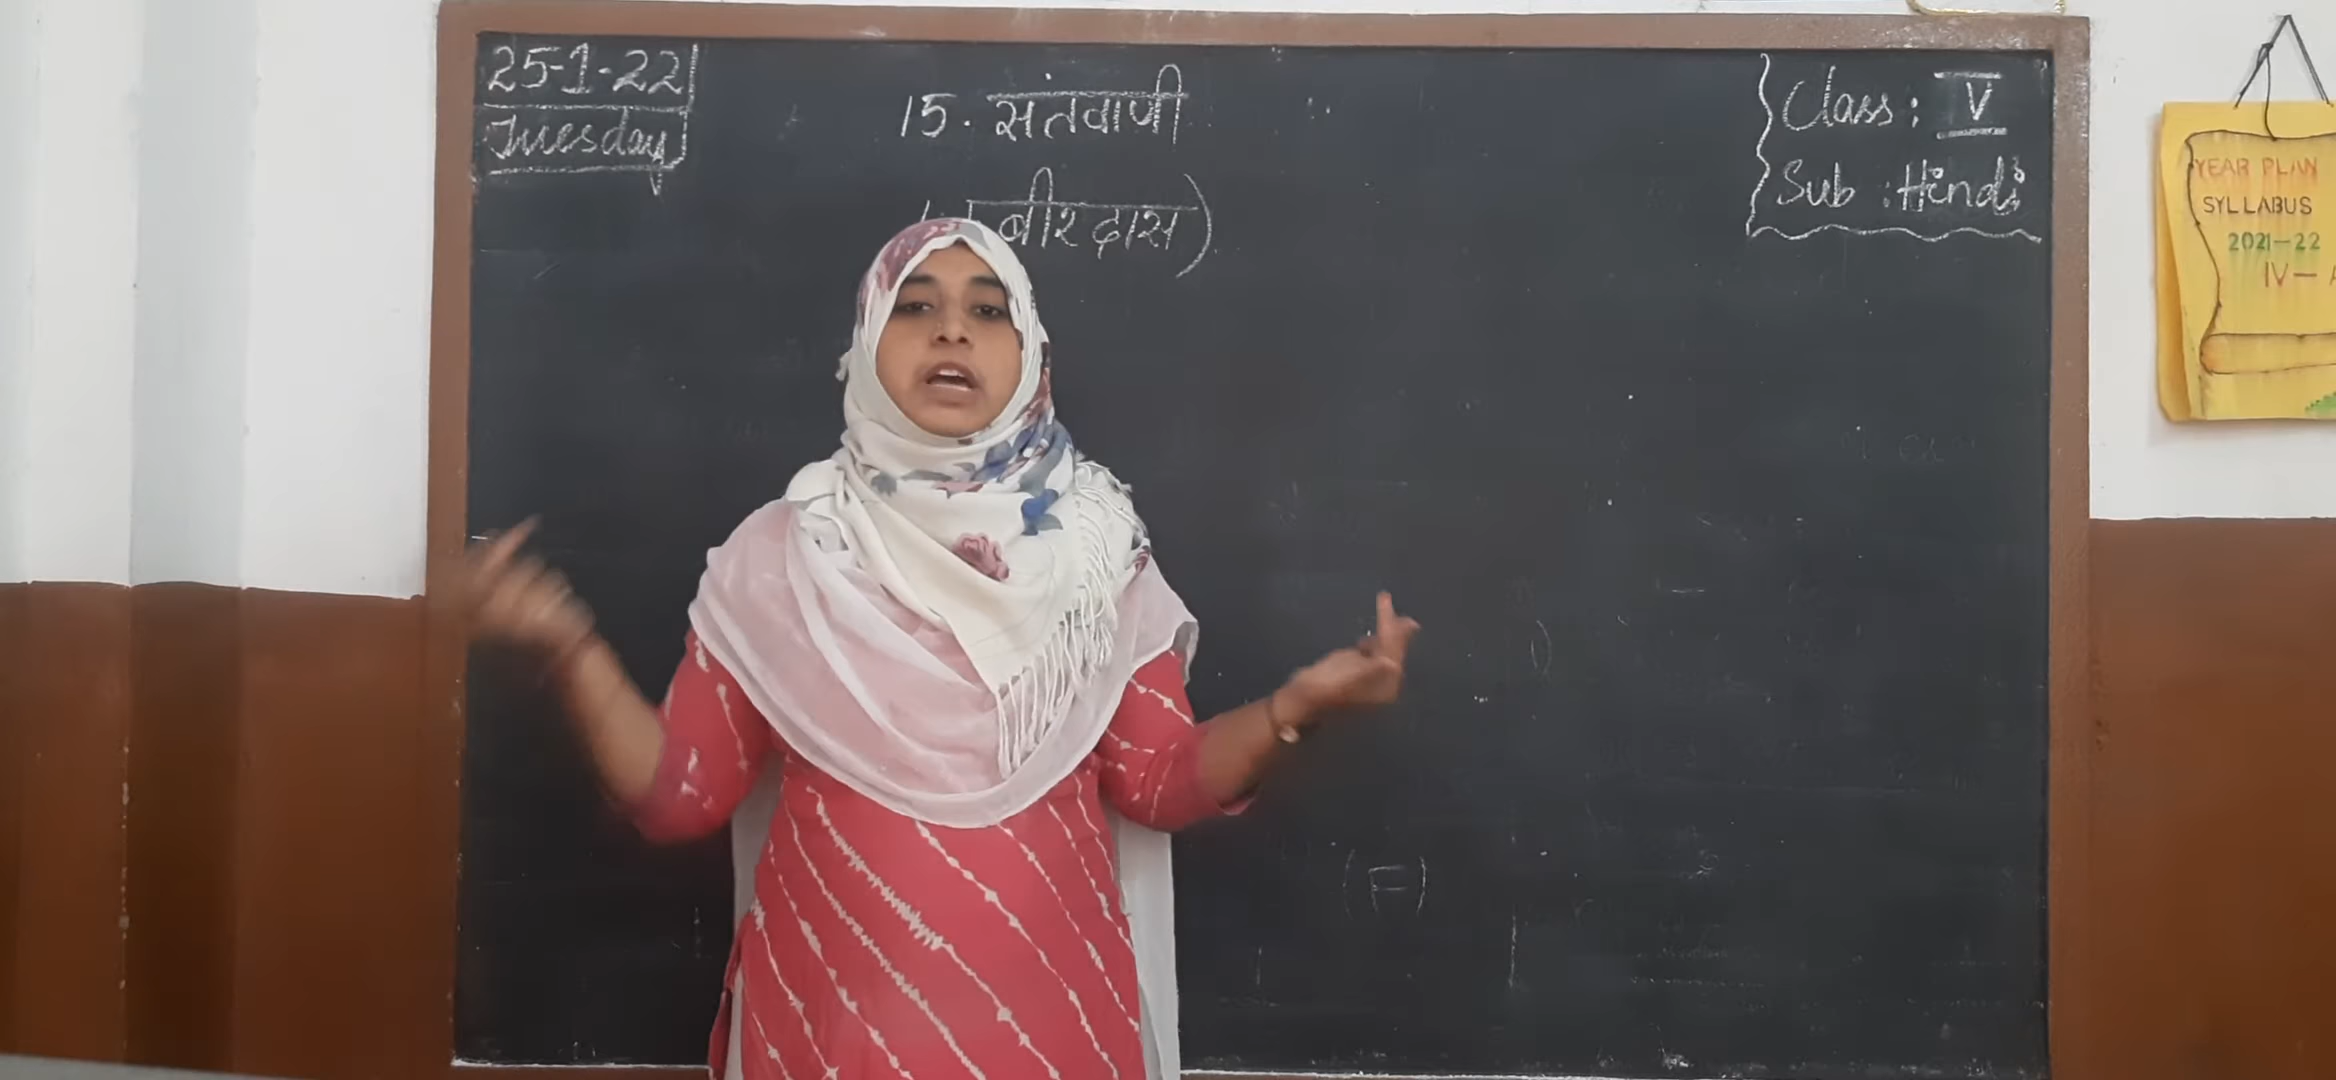 25-1-22
Tuesday
15. संतवाणी
बीर दास)
Class: V
Sub : Hindi
YEAR PLAN
SYLLABUS
2021-22
IV-
(F)